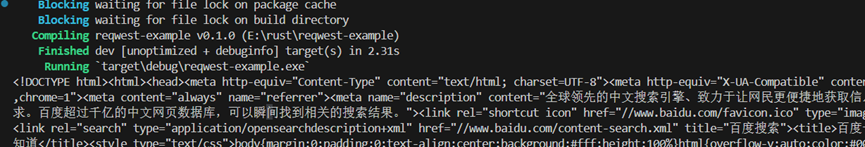 Blocking waiting for file lock on package cache
Blocking waiting for file lock on build directory
Compiling reqwest-example v0.1.0 (E:\rust\reqwest-example)
Finished dev [unoptimized + debuginfo] target(s) in 2.31s
Running `target\debug\reqwest-example.exe`
<!DOCTYPE html><html><head><meta http-equiv="Content-Type" content="text/html; charset=UTF-8"><meta http-equiv="X-UA-Compatible" conten
,chrome=1"><meta content="always" name="referrer"><meta name="description" content="全球领先的中文搜索引擎、致力于让网民更便捷地获取信
求。百度超过千亿的中文网页数据库，可以瞬间找到相关的搜索结果。"><link rel="shortcut icon" href="//www.baidu.com/favicon.ico" type="ima
<link rel="search" type="application/opensearchdescription+xml" href="//www.baidu.com/content-search.xml" title="百度搜索"><title>百度
知道</title><style type="text/css">body{margin:0;padding:0;text-align:center;background:#fff;height:100%}html{overflow-y:auto;color:#